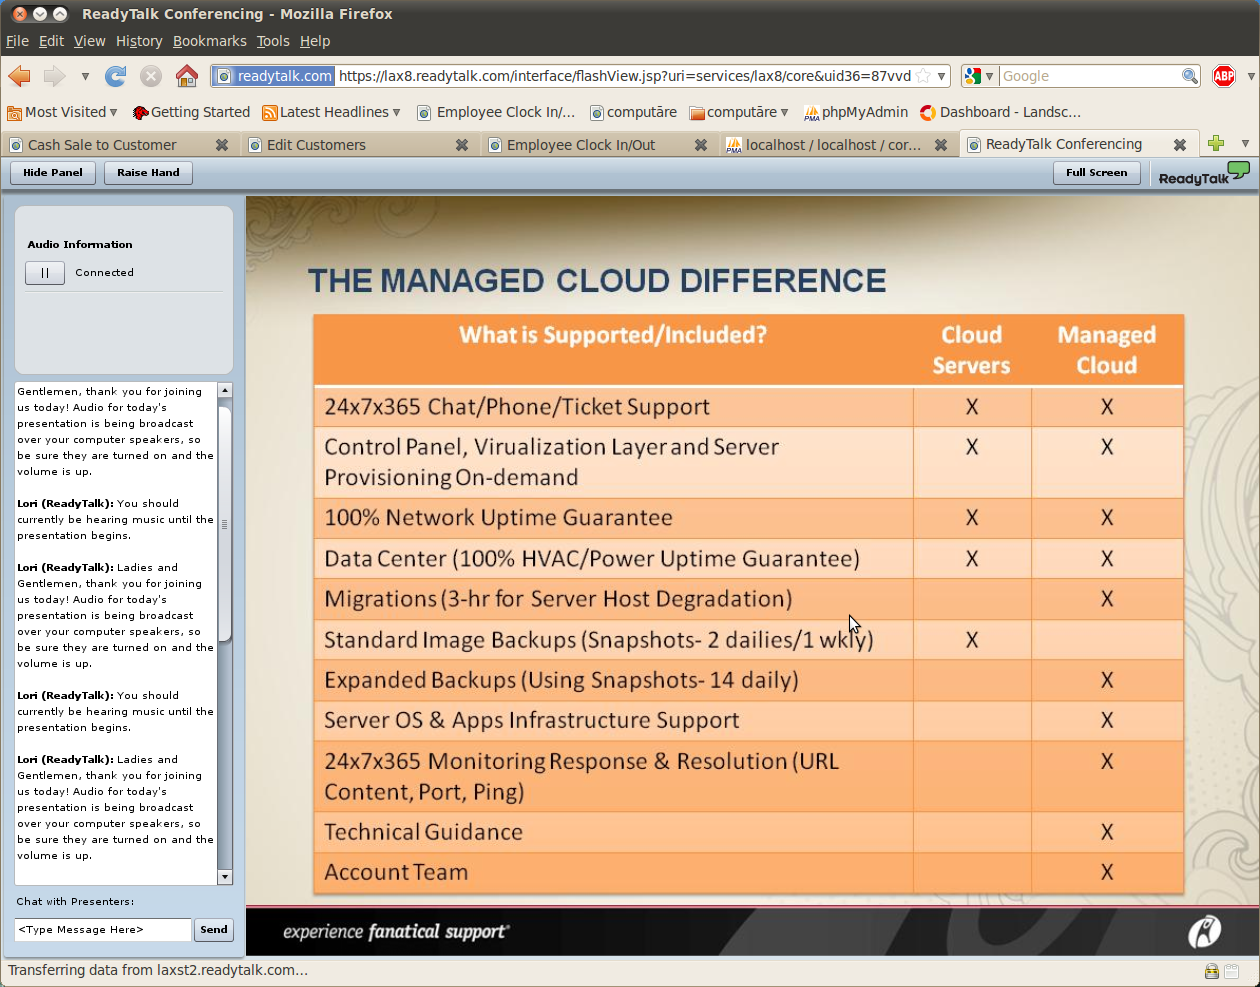 ReadyTalk Conferencing - Mozilla Firefox
File Edit View History Bookmarks Tools Help
readytalk.com https://lax8.readytalk.com/interface/flashView.jsp?uri=services/lax8/core&uid36=87vvd
Google
ABP
Most Visited Getting Started Latest Headlines Employee Clock In/... computāre computāre phpMyAdmin Dashboard - Landsc...
Cash Sale to Customer Edit Customers Employee Clock In/Out localhost / localhost / cor... ReadyTalk Conferencing
Hide Panel Raise Hand Full Screen ReadyTalk
Audio Information
Connected
Gentlemen, thank you for joining
us today! Audio for today's
presentation is being broadcast
over your computer speakers, so
be sure they are turned on and the
volume is up.
Lori (ReadyTalk): You should
currently be hearing music until the
presentation begins.
Lori (ReadyTalk): Ladies and
Gentlemen, thank you for joining
us today! Audio for today's
presentation is being broadcast
over your computer speakers, so
be sure they are turned on and the
volume is up.
Lori (ReadyTalk): You should
currently be hearing music until the
presentation begins.
Lori (ReadyTalk): Ladies and
Gentlemen, thank you for joining
us today! Audio for today's
presentation is being broadcast
over your computer speakers, so
be sure they are turned on and the
volume is up.
Chat with Presenters:
<Type Message Here> Send
THE MANAGED CLOUD DIFFERENCE
What is Supported/Included? Cloud Servers Managed Cloud
24x7x365 Chat/Phone/Ticket Support X X
Control Panel, Virualization Layer and Server X X
Provisioning On-demand
100% Network Uptime Guarantee X X
Data Center (100% HVAC/Power Uptime Guarantee) X X
Migrations (3-hr for Server Host Degradation) X
Standard Image Backups (Snapshots- 2 dailies/1 wkly) X
Expanded Backups (Using Snapshots- 14 daily) X
Server OS & Apps Infrastructure Support X
24x7x365 Monitoring Response & Resolution (URL X
Content, Port, Ping)
Technical Guidance X
Account Team X
experience fanatical support
Transferring data from laxst2.readytalk.com...